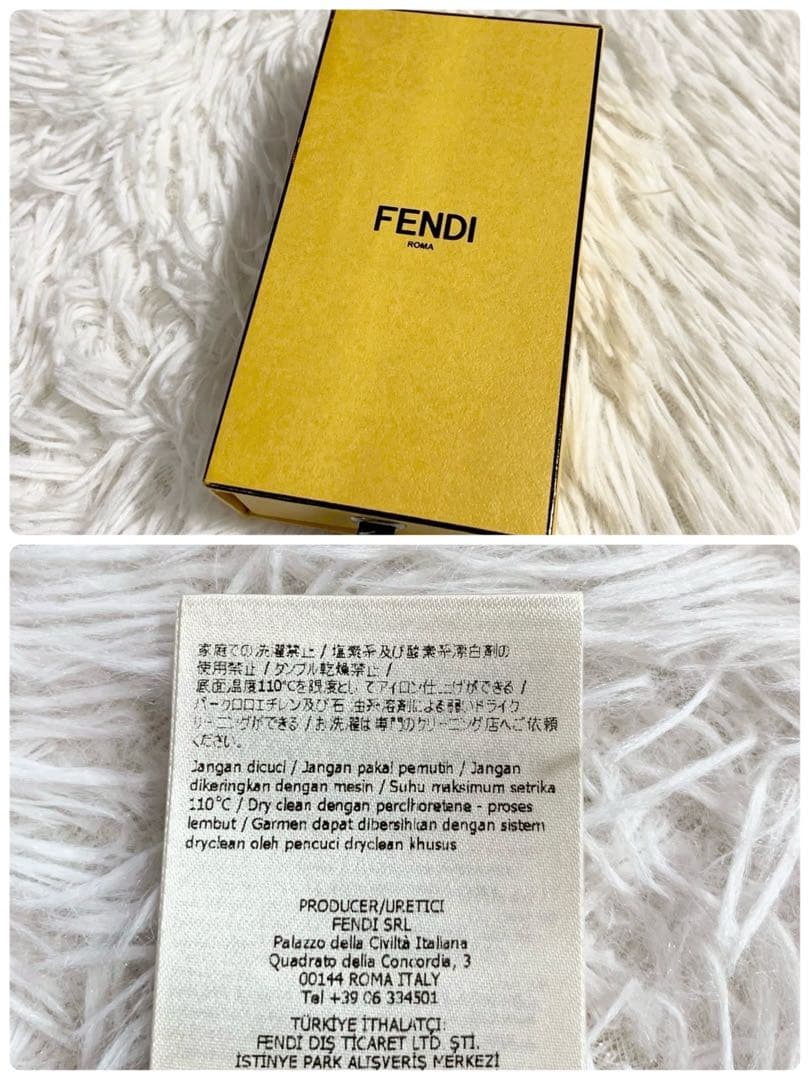 FENDI
ROMA
家庭での洗濯禁止 / 塩素系及び酸素系漂白剤の
使用禁止 / タンブル乾燥禁止 /
底面温度110℃を限度としてアイロン仕上げができる /
パークロロエチレン及び石油系溶剤による弱いドライク
リーニングができる / お洗濯は専門のクリーニング店へご依頼
ください。
Jangan dicuci / Jangan pakai pemutih / Jangan
dikeringkan dengan mesin / Suhu maksimum setrika
110°C / Dry clean dengan perclhoretene - proses
lembut / Garmen dapat dibersihkan dengan sistem
dryclean oleh pencuci dryclean khusus
PRODUCER/URETICI
FENDI SRL
Palazzo della Civiltà Italiana
Quadrato della Concordia, 3
00144 ROMA ITALY
Tel +39 06 334501
TÜRKİYE İTHALATÇI:
FENDI DIŞ TİCARET LTD. ŞTİ.
İSTİNYE PARK ALIŞVERİŞ MERKEZİ